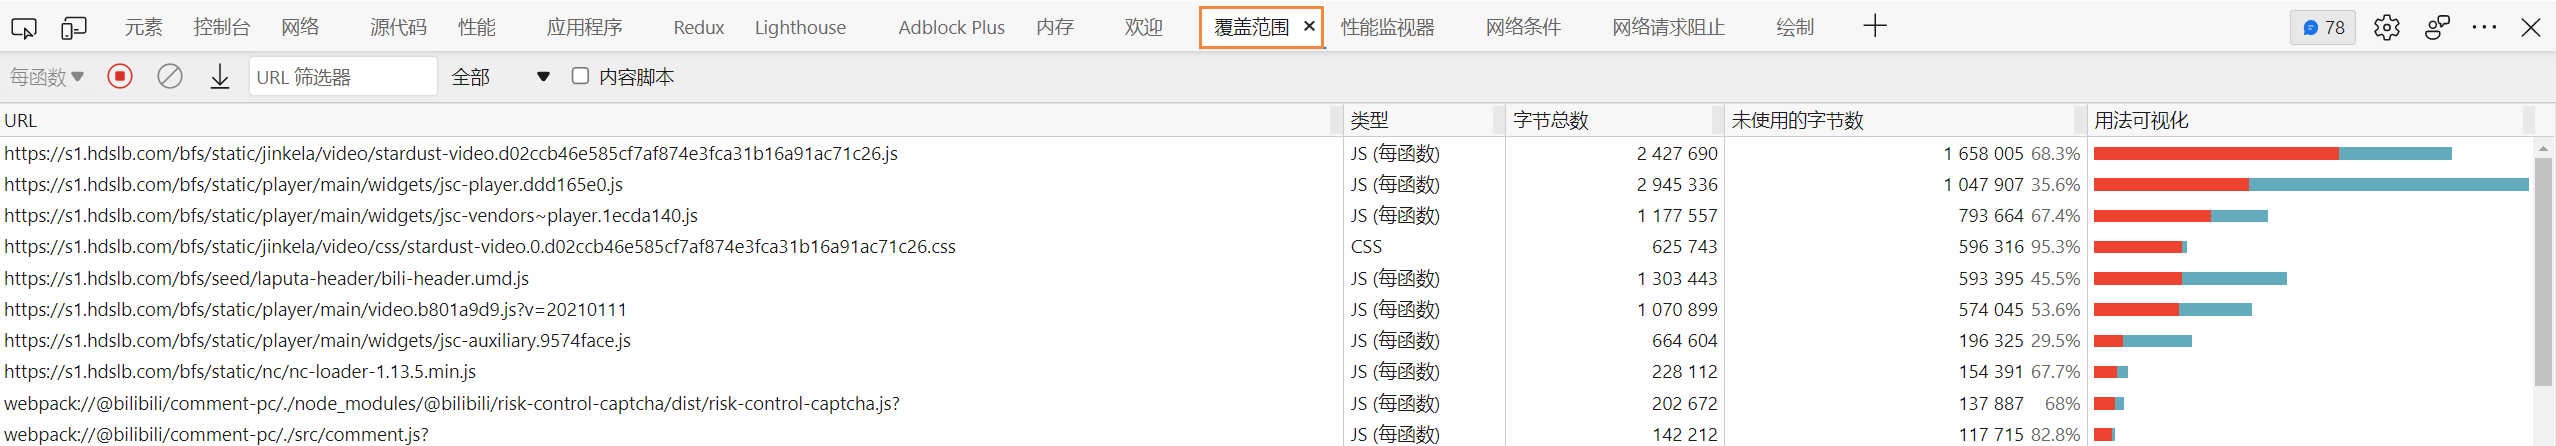 元素 控制台 网络 源代码 性能 应用程序 Redux Lighthouse Adblock Plus 内存 欢迎 覆盖范围 × 性能监视器 网络条件 网络请求阻止 绘制 78
每函数 URL 筛选器 全部 内容脚本
URL 类型 字节总数 未使用的字节数 用法可视化
https://s1.hdslb.com/bfs/static/jinkela/video/stardust-video.d02ccb46e585cf7af874e3fca31b16a91ac71c26.js JS (每函数) 2 427 690 1 658 005 68.3%
https://s1.hdslb.com/bfs/static/player/main/widgets/jsc-player.ddd165e0.js JS (每函数) 2 945 336 1 047 907 35.6%
https://s1.hdslb.com/bfs/static/player/main/widgets/jsc-vendors~player.1ecda140.js JS (每函数) 1 177 557 793 664 67.4%
https://s1.hdslb.com/bfs/static/jinkela/video/css/stardust-video.0.d02ccb46e585cf7af874e3fca31b16a91ac71c26.css CSS 625 743 596 316 95.3%
https://s1.hdslb.com/bfs/seed/laputa-header/bili-header.umd.js JS (每函数) 1 303 443 593 395 45.5%
https://s1.hdslb.com/bfs/static/player/main/video.b801a9d9.js?v=20210111 JS (每函数) 1 070 899 574 045 53.6%
https://s1.hdslb.com/bfs/static/player/main/widgets/jsc-auxiliary.9574face.js JS (每函数) 664 604 196 325 29.5%
https://s1.hdslb.com/bfs/static/nc/nc-loader-1.13.5.min.js JS (每函数) 228 112 154 391 67.7%
webpack://@bilibili/comment-pc/./node_modules/@bilibili/risk-control-captcha/dist/risk-control-captcha.js? JS (每函数) 202 672 137 887 68%
webpack://@bilibili/comment-pc/./src/comment.js? JS (每函数) 142 212 117 715 82.8%